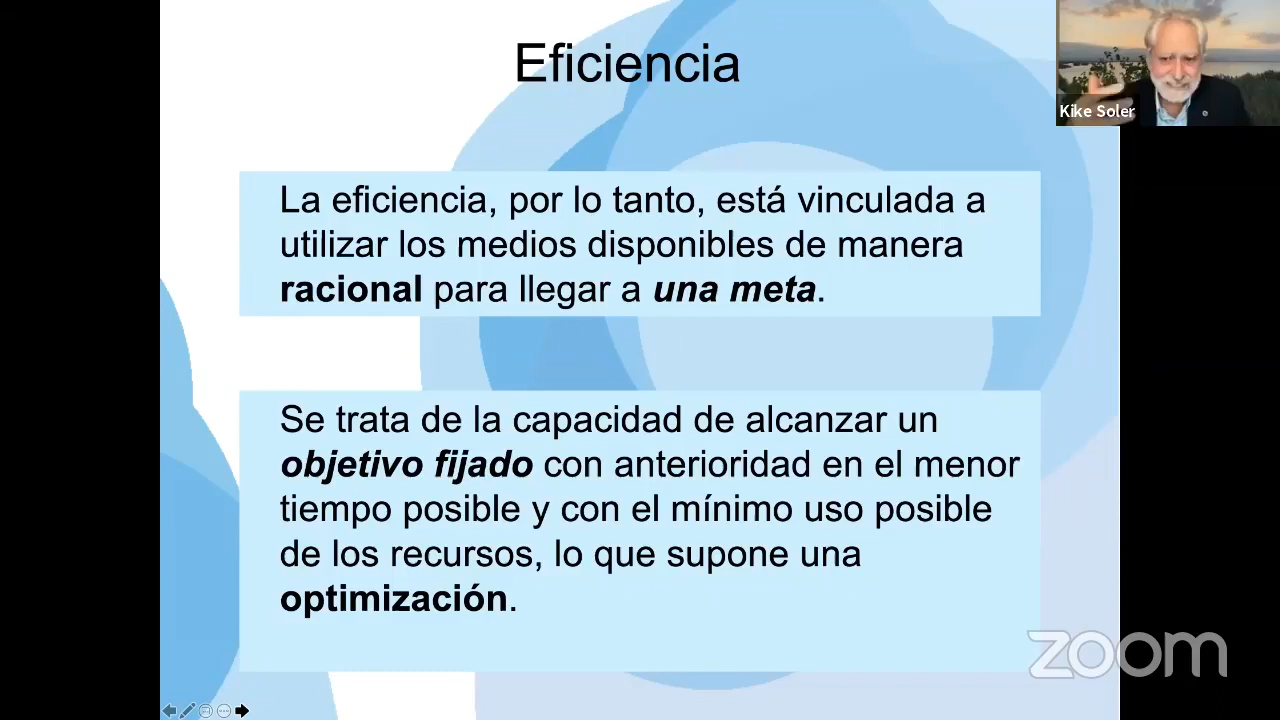 Eficiencia
Kike Soler
La eficiencia, por lo tanto, está vinculada a
utilizar los medios disponibles de manera
racional para llegar a una meta.
Se trata de la capacidad de alcanzar un
objetivo fijado con anterioridad en el menor
tiempo posible y con el mínimo uso posible
de los recursos, lo que supone una
optimización.
zoom